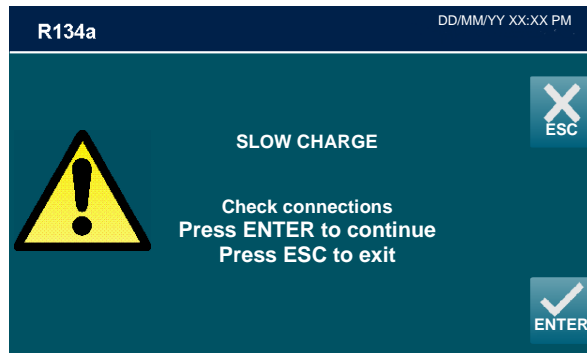 R134a
DD/MM/YY XX:XX PM
ESC
SLOW CHARGE
Check connections
Press ENTER to continue
Press ESC to exit
ENTER